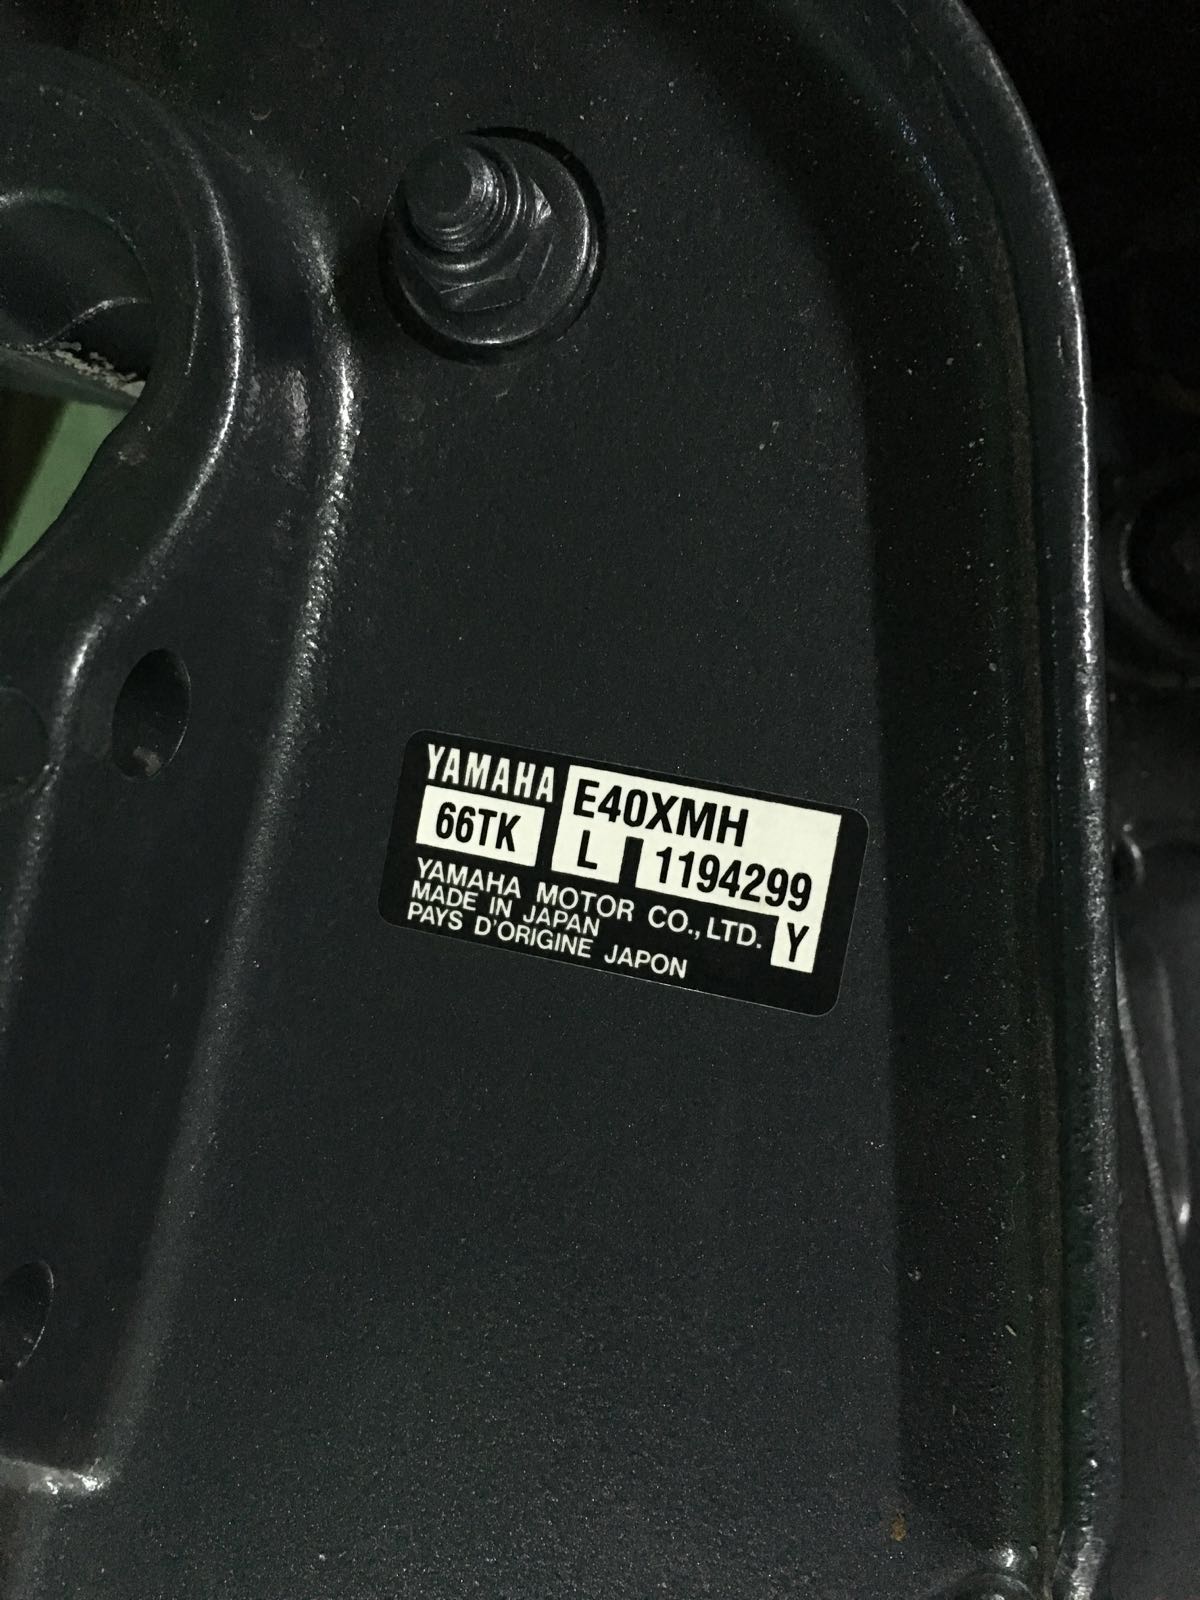 YAMAHA E40XMH
66TK L 1194299
YAMAHA MOTOR CO., LTD. Y
MADE IN JAPAN
PAYS D'ORIGINE JAPON